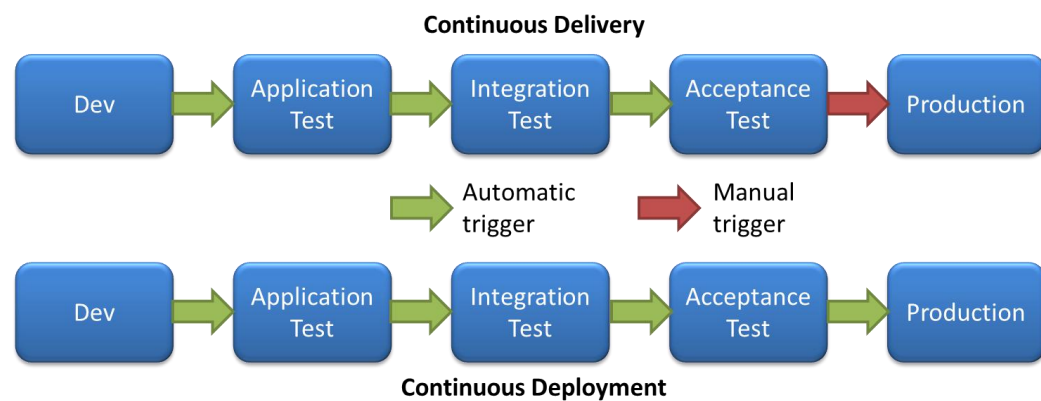 Continuous Delivery
Dev
Application
Test
Integration
Test
Acceptance
Test
Production
Automatic
trigger
Manual
trigger
Dev
Application
Test
Integration
Test
Acceptance
Test
Production
Continuous Deployment